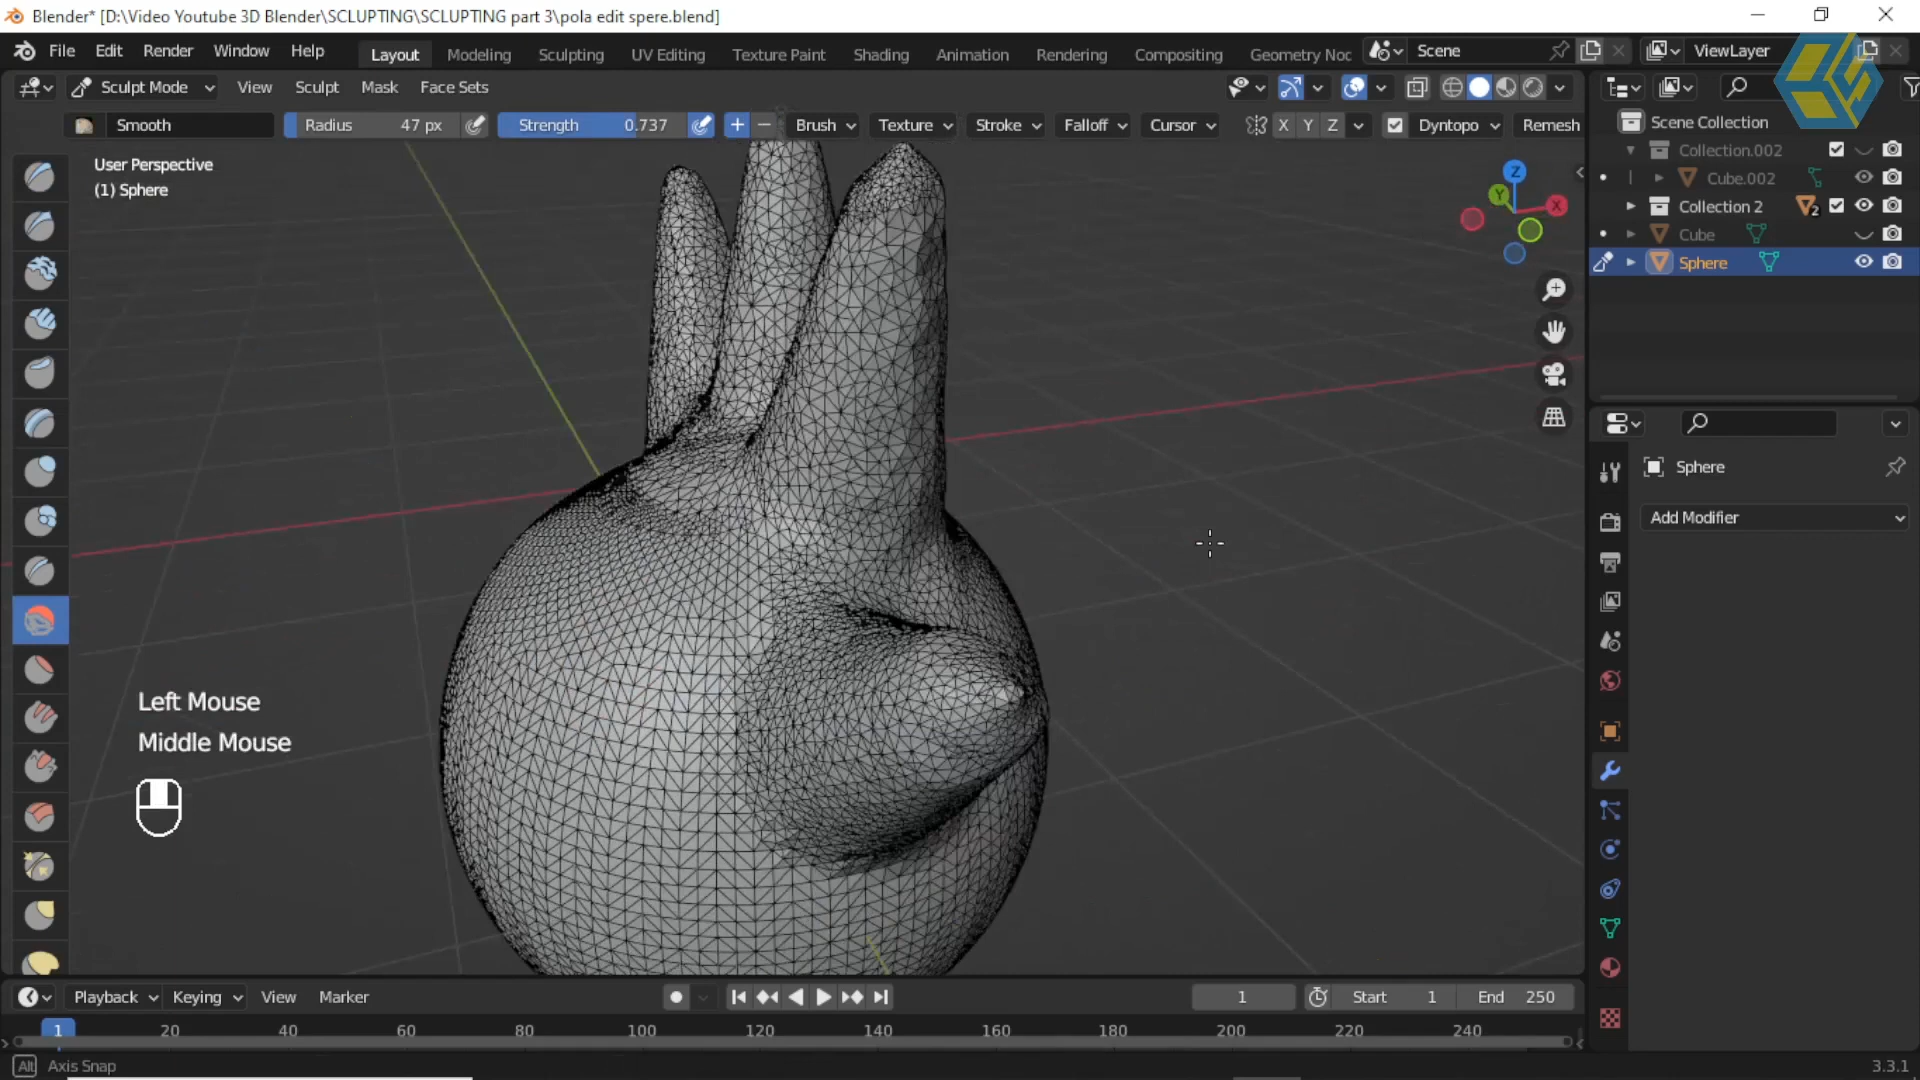 Blender* [D:\Video Youtube 3D Blender\SCLUPTING\SCLUPTING part 3\pola edit spere.blend]
File Edit Render Window Help Layout Modeling Sculpting UV Editing Texture Paint Shading Animation Rendering Compositing Geometry Noc Scene ViewLayer
Sculpt Mode View Sculpt Mask Face Sets
Smooth Radius 47 px Strength 0.737 Brush Texture Stroke Falloff Cursor X Y Z Dyntopo Remesh
User Perspective
(1) Sphere
Z
Y
X
Scene Collection
Collection.002
Cube.002
Collection 2 2
Cube
Sphere
Sphere
Add Modifier
Left Mouse
Middle Mouse
Playback Keying View Marker 1 Start 1 End 250
1 20 40 60 80 100 120 140 160 180 200 220 240
Alt Axis Snap 3.3.1